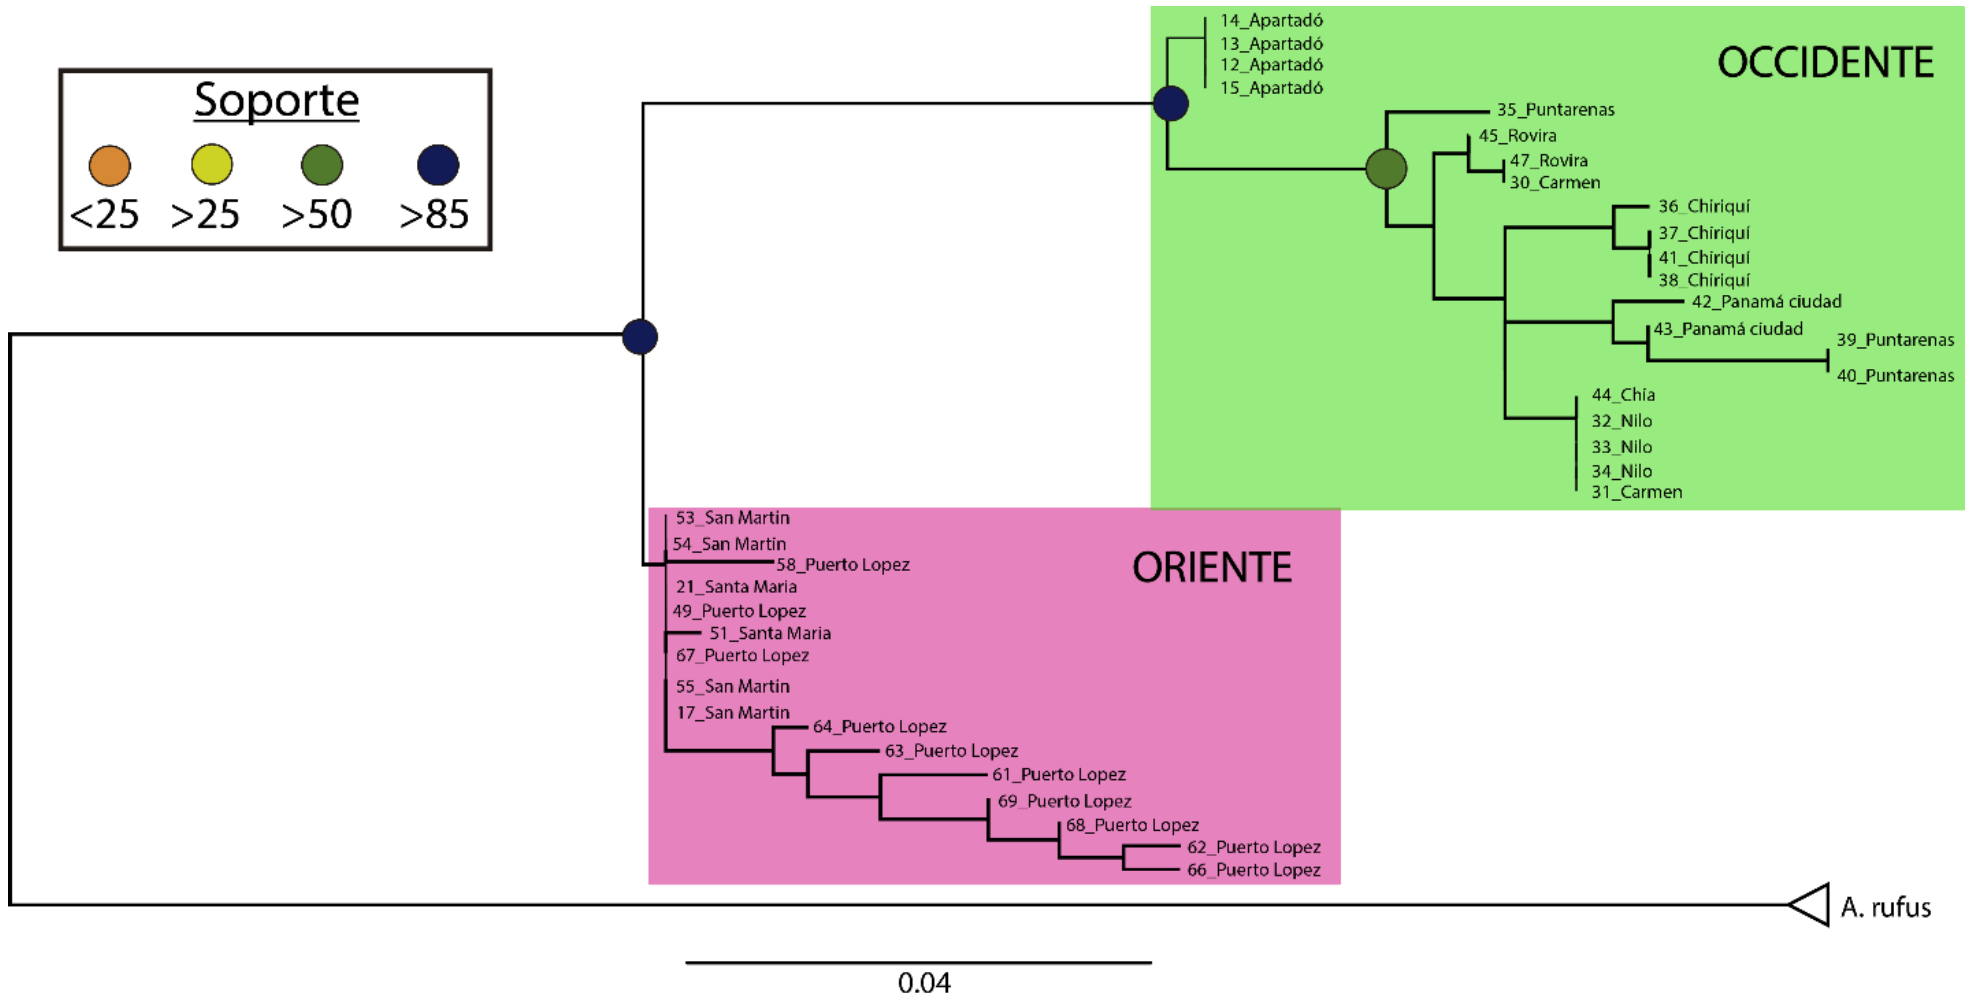 Soporte
<25 >25 >50 >85
OCCIDENTE
14_Apartadó
13_Apartadó
12_Apartadó
15_Apartadó
35_Puntarenas
45_Rovira
47_Rovira
30_Carmen
36_Chiriquí
37_Chiriquí
41_Chiriquí
38_Chiriquí
42_Panamá ciudad
43_Panamá ciudad
39_Puntarenas
40_Puntarenas
44_Chía
32_Nilo
33_Nilo
34_Nilo
31_Carmen
ORIENTE
53_San Martin
54_San Martin
58_Puerto Lopez
21_Santa Maria
49_Puerto Lopez
51_Santa Maria
67_Puerto Lopez
55_San Martin
17_San Martin
64_Puerto Lopez
63_Puerto Lopez
61_Puerto Lopez
69_Puerto Lopez
68_Puerto Lopez
62_Puerto Lopez
66_Puerto Lopez
A. rufus
0.04